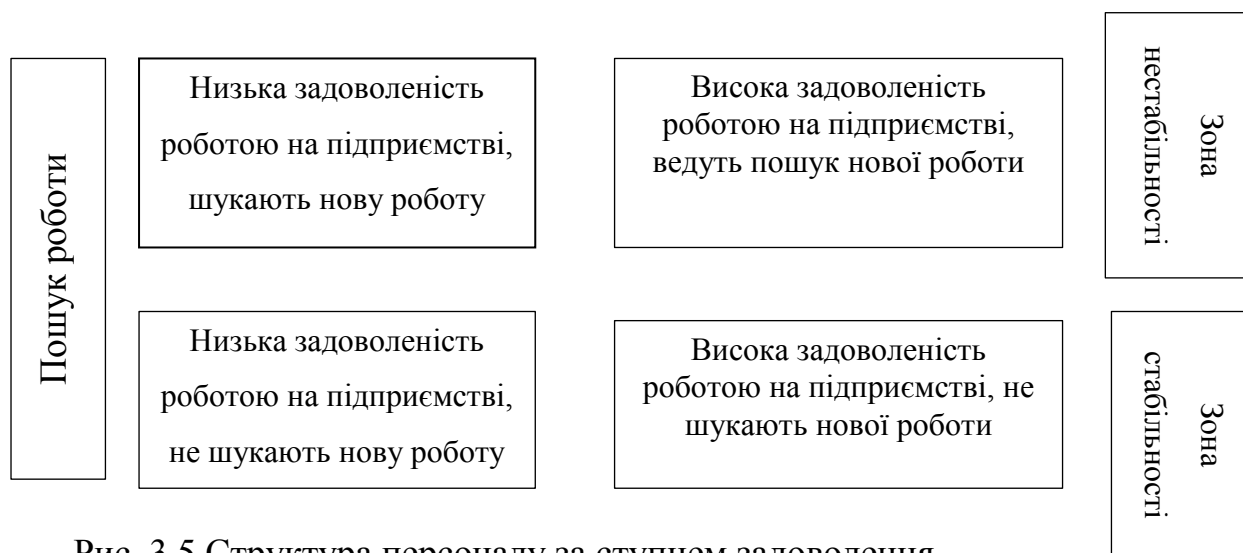 Пошук роботи
Низька задоволеність
роботою на підприємстві,
шукають нову роботу
Висока задоволеність
роботою на підприємстві,
ведуть пошук нової роботи
Зона
нестабільності
Низька задоволеність
роботою на підприємстві,
не шукають нову роботу
Висока задоволеність
роботою на підприємстві, не
шукають нової роботи
Зона
стабільності
Рис. 3.5 Структура персоналу за ступнем задоволення